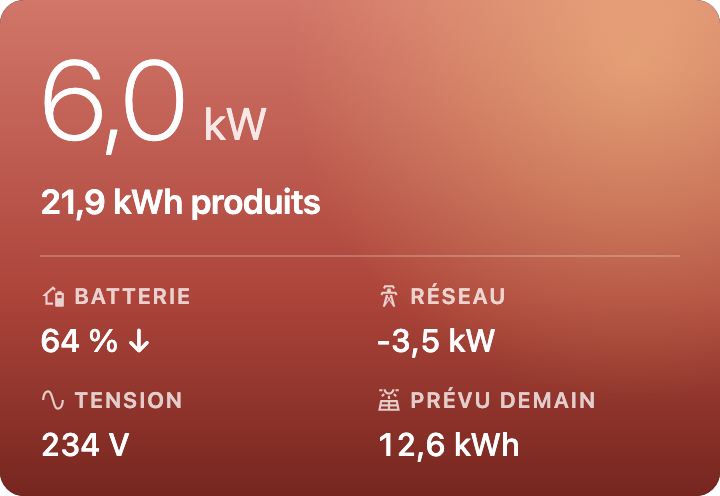 6,0 kW
21,9 kWh produits
BATTERIE
64 % ↓
RÉSEAU
-3,5 kW
TENSION
234 V
PRÉVU DEMAIN
12,6 kWh